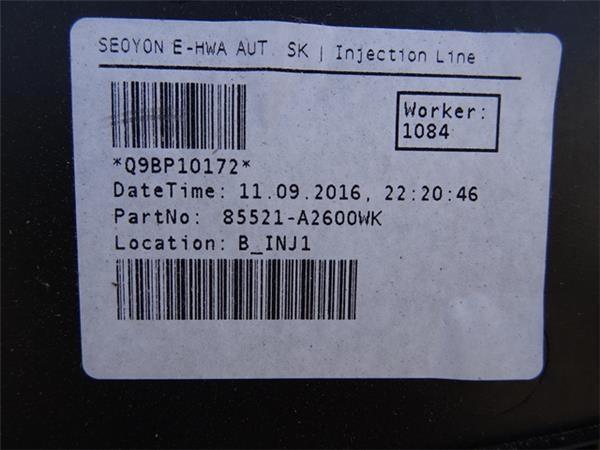 SEOYON E-HWA AUT. SK | Injection Line
Worker:
1084
*Q9BP10172*
DateTime: 11.09.2016, 22:20:46
PartNo: 85521-A2600WK
Location: B_INJ1